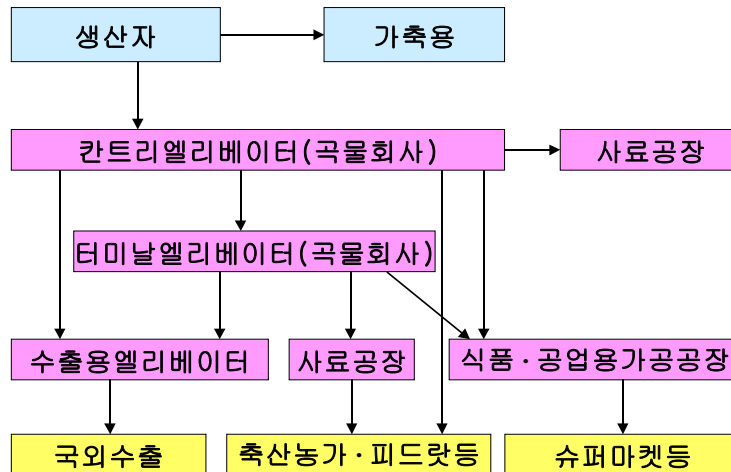 생산자
가축용
칸트리엘리베이터(곡물회사)
사료공장
터미날엘리베이터(곡물회사)
수출용엘리베이터
사료공장
식품·공업용가공공장
국외수출
축산농가·피드랏등
슈퍼마켓등